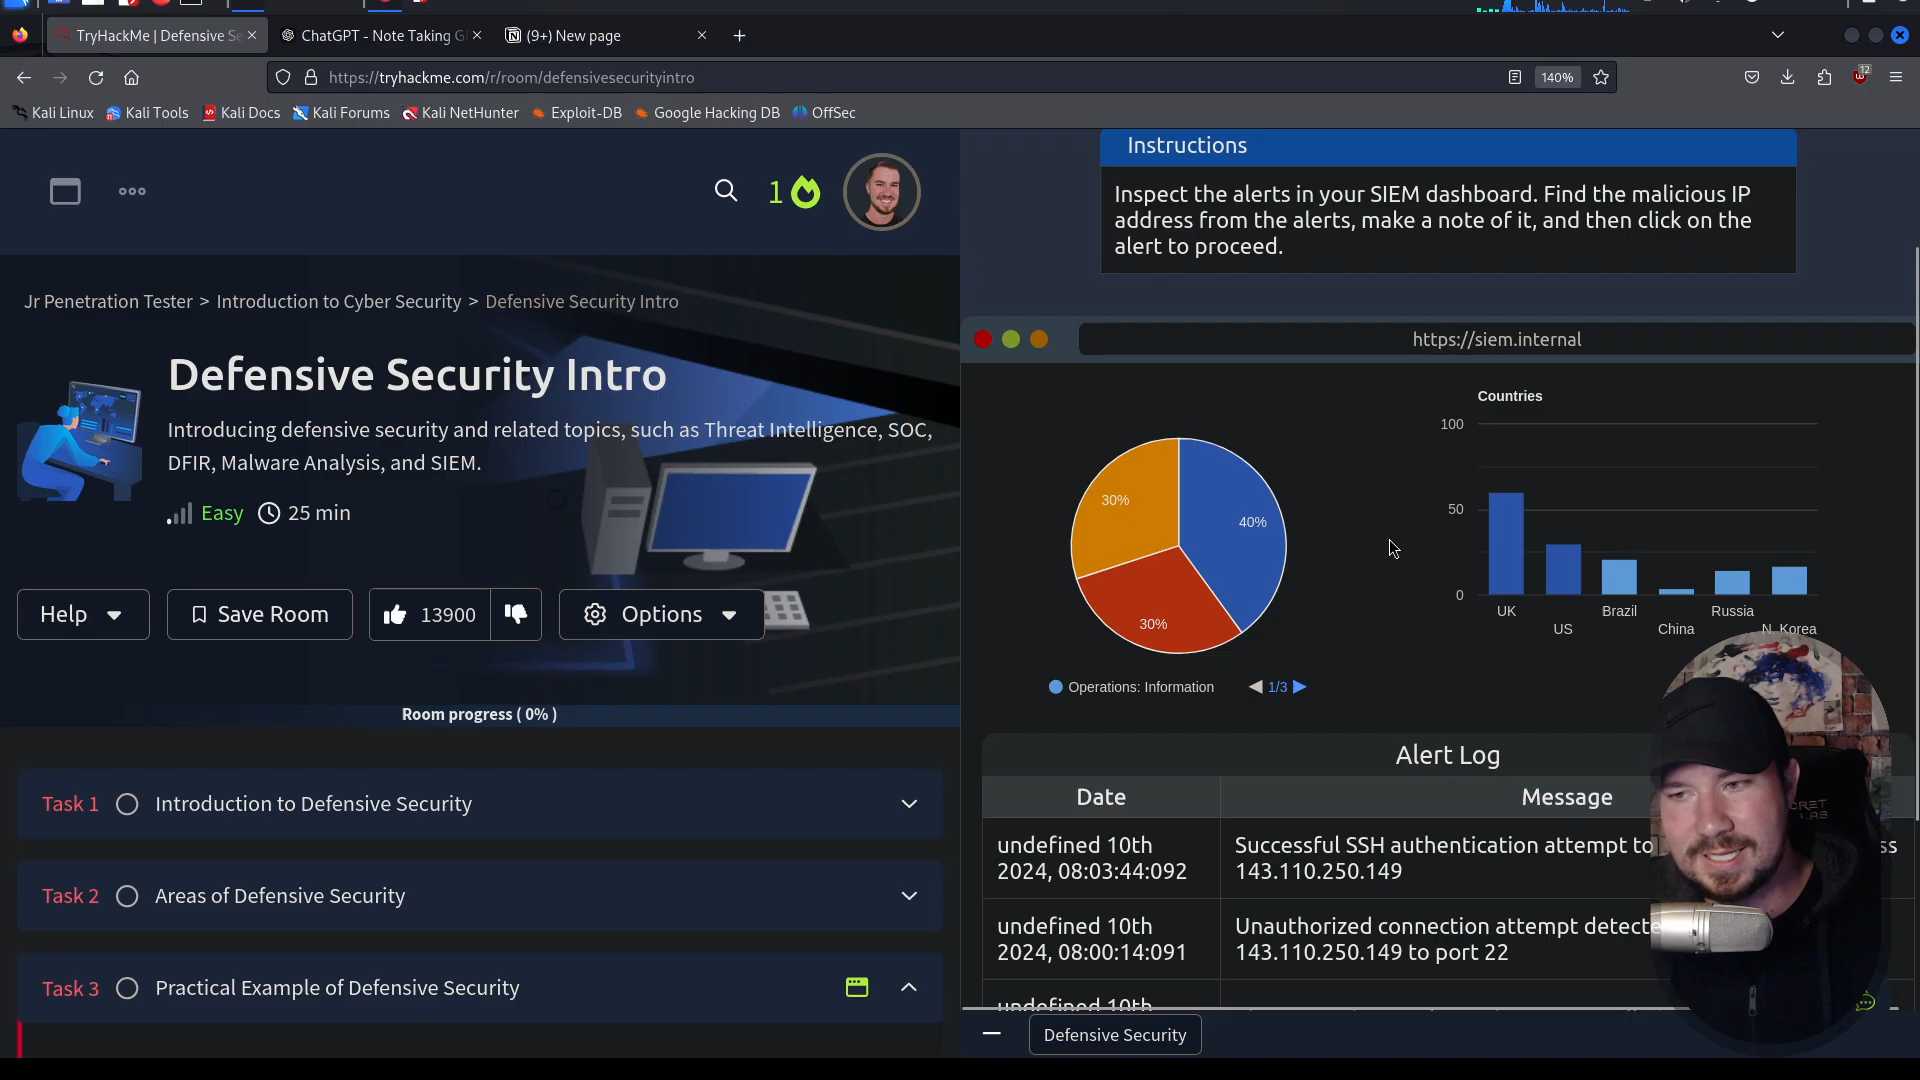 TryHackMe | Defensive Se
ChatGPT - Note Taking G
(9+) New page
https://tryhackme.com/r/room/defensivesecurityintro
140%
12
Kali Linux
Kali Tools
Kali Docs
Kali Forums
Kali NetHunter
Exploit-DB
Google Hacking DB
OffSec
1
Jr Penetration Tester > Introduction to Cyber Security > Defensive Security Intro
Defensive Security Intro
Introducing defensive security and related topics, such as Threat Intelligence, SOC,
DFIR, Malware Analysis, and SIEM.
Easy
25 min
Help
Save Room
13900
Options
Room progress ( 0% )
Task 1
Introduction to Defensive Security
Task 2
Areas of Defensive Security
Task 3
Practical Example of Defensive Security
Instructions
Inspect the alerts in your SIEM dashboard. Find the malicious IP
address from the alerts, make a note of it, and then click on the
alert to proceed.
https://siem.internal
30%
40%
30%
Operations: Information
1/3
Countries
100
50
0
UK
US
Brazil
China
Russia
N. Korea
Alert Log
Date
Message
undefined 10th
2024, 08:03:44:092
Successful SSH authentication attempt to
ss
143.110.250.149
undefined 10th
2024, 08:00:14:091
Unauthorized connection attempt detecte
143.110.250.149 to port 22
undefined 10th
Defensive Security